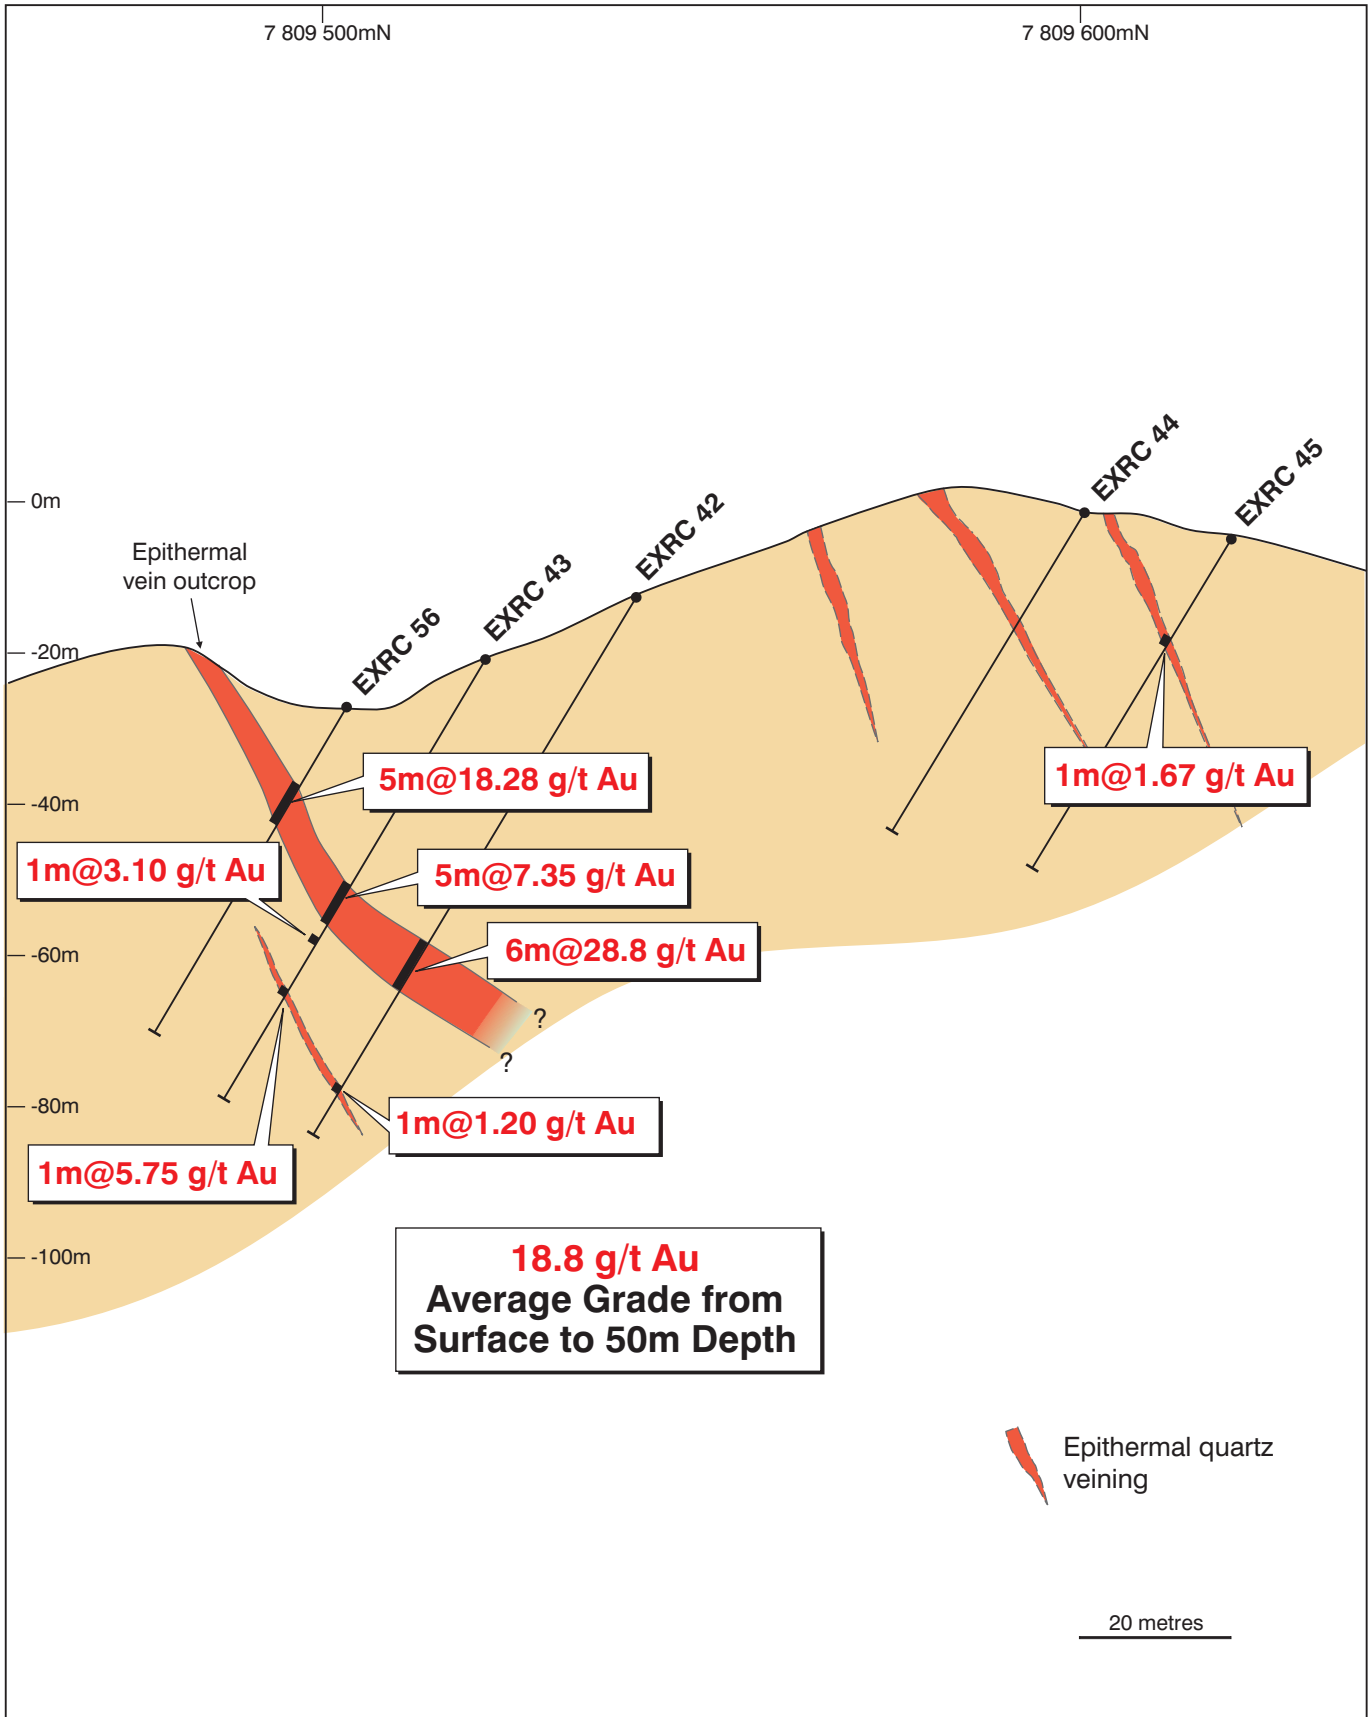 7 809 500mN
7 809 600mN
0m
-20m
-40m
-60m
-80m
-100m
Epithermal
vein outcrop
EXRC 56
EXRC 43
EXRC 42
EXRC 44
EXRC 45
5m@18.28 g/t Au
1m@1.67 g/t Au
1m@3.10 g/t Au
5m@7.35 g/t Au
6m@28.8 g/t Au
?
?
1m@1.20 g/t Au
1m@5.75 g/t Au
18.8 g/t Au
Average Grade from
Surface to 50m Depth
Epithermal quartz
veining
20 metres